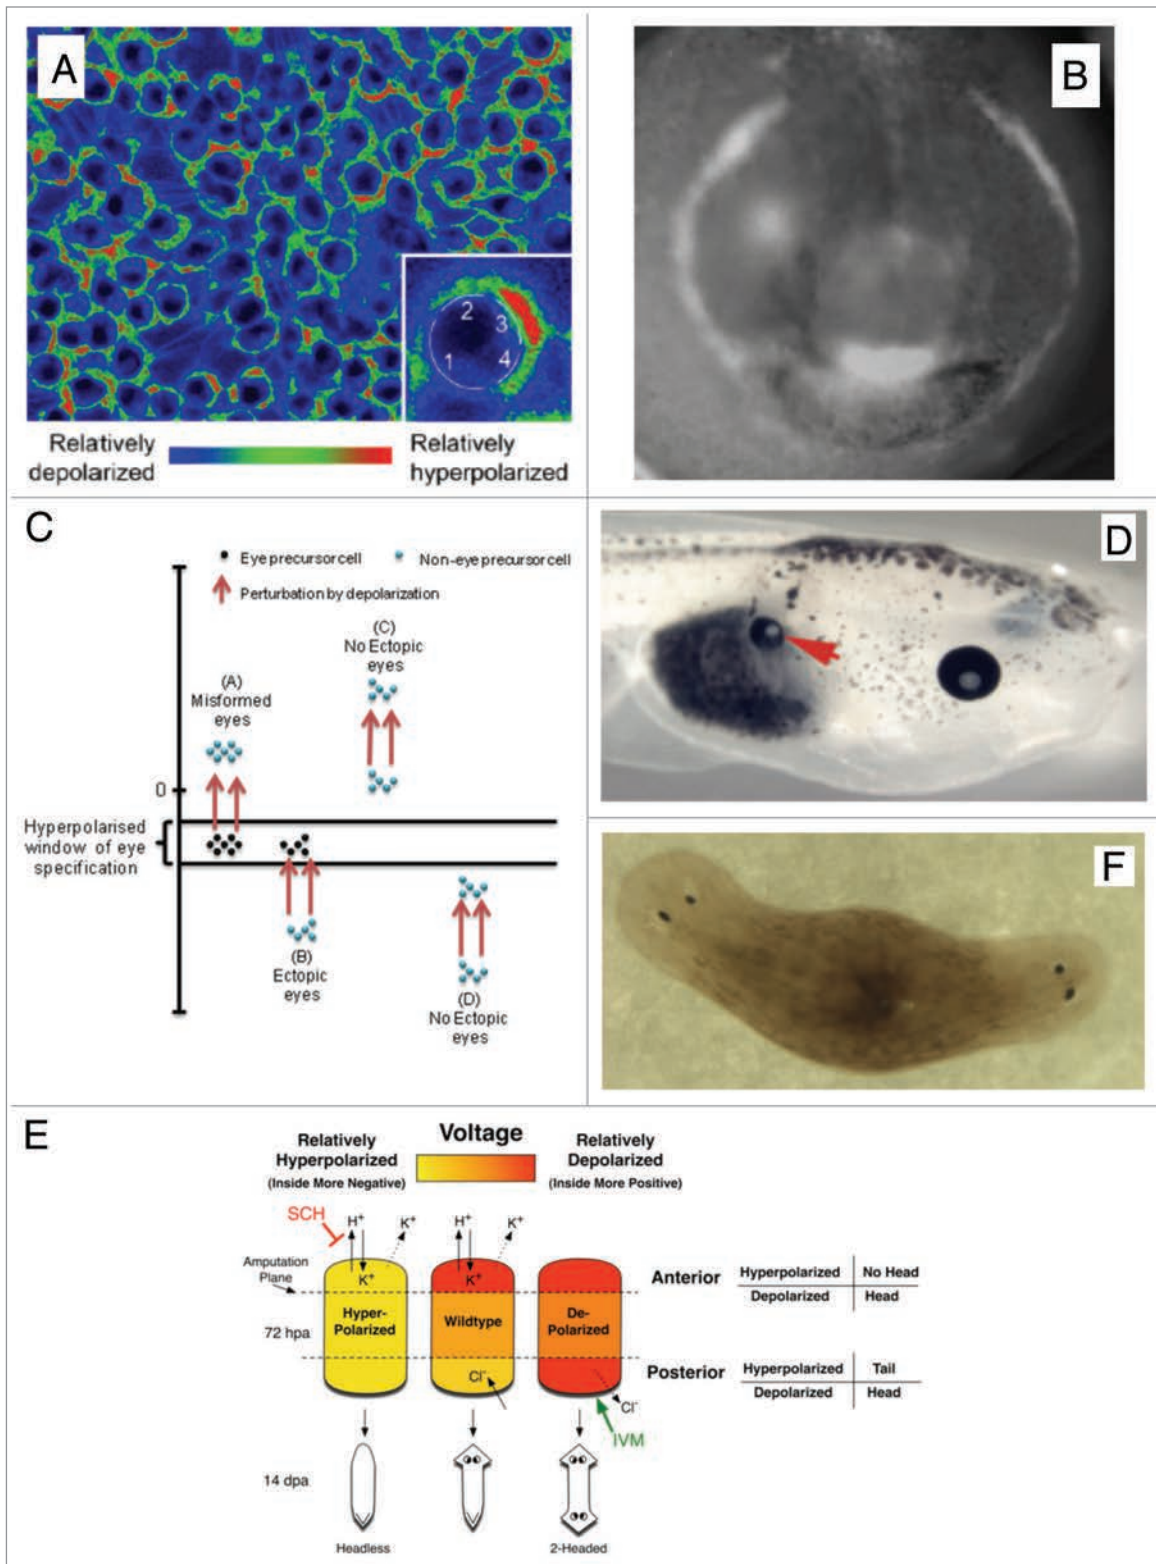 A
2
3
1
4
Relatively
depolarized
Relatively
hyperpolarized
B
C
Eye precursor cell
Non-eye precursor cell
Perturbation by depolarization
(C)
No Ectopic
eyes
(A)
Misformed
eyes
0
Hyperpolarised
window of eye
specification
(B)
Ectopic
eyes
(D)
No Ectopic
eyes
D
F
E
Relatively
Hyperpolarized
(Inside More Negative)
Voltage
Relatively
Depolarized
(Inside More Positive)
SCH
H⁺
K⁺
H⁺
K⁺
Amputation
Plane
K⁺
K⁺
Anterior
Hyperpolarized No Head
Depolarized Head
72 hpa
Hyper-
Polarized
Wildtype
De-
Polarized
Posterior
Hyperpolarized Tail
Depolarized Head
Cl⁻
Cl⁻
IVM
14 dpa
Headless
2-Headed